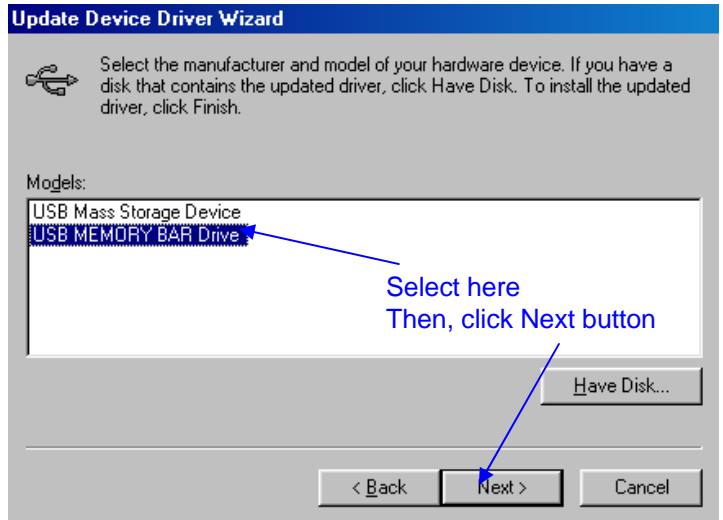 Update Device Driver Wizard
Select the manufacturer and model of your hardware device. If you have a
disk that contains the updated driver, click Have Disk. To install the updated
driver, click Finish.
Models:
USB Mass Storage Device
USB MEMORY BAR Drive
Select here
Then, click Next button
Have Disk...
< Back
Next >
Cancel